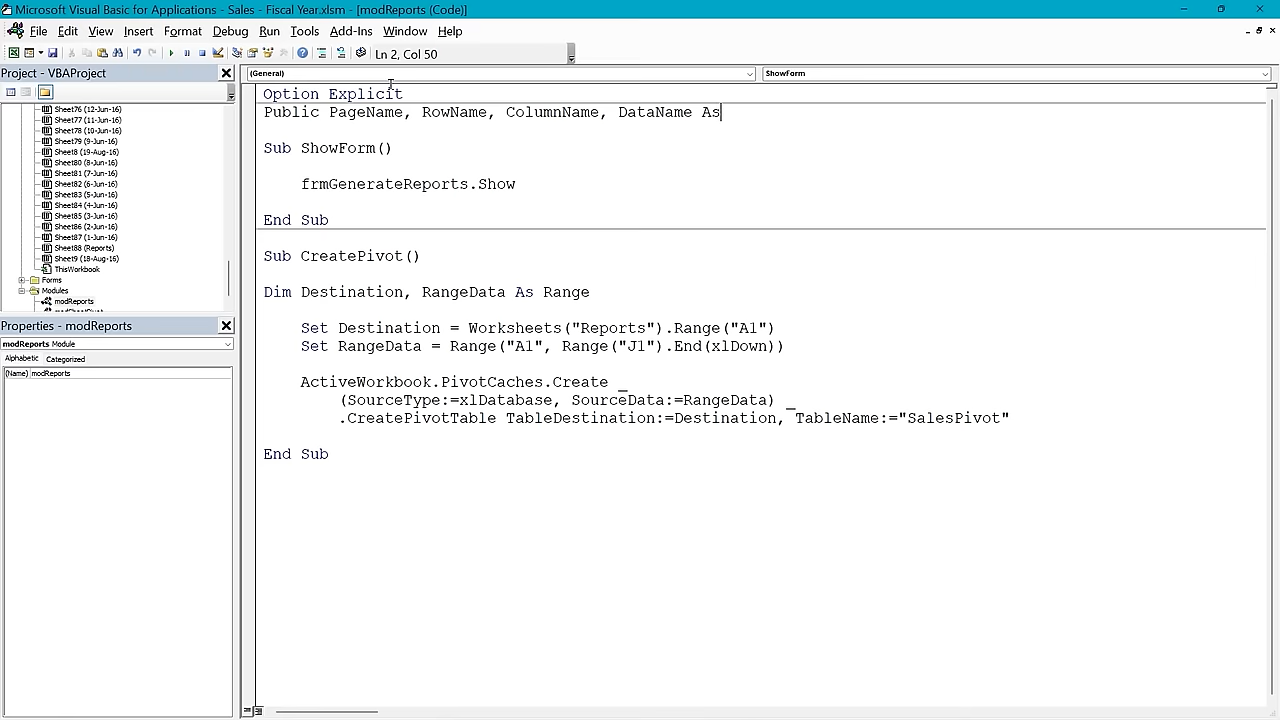 Microsoft Visual Basic for Applications - Sales - Fiscal Year.xlsm - [modReports (Code)]
File Edit View Insert Format Debug Run Tools Add-Ins Window Help
Ln 2, Col 50
Project - VBAProject
(General)
ShowForm
Sheet76 (12-Jun-16)
Sheet77 (11-Jun-16)
Sheet78 (10-Jun-16)
Sheet79 (9-Jun-16)
Sheet8 (19-Aug-16)
Sheet80 (8-Jun-16)
Sheet81 (7-Jun-16)
Sheet82 (6-Jun-16)
Sheet83 (5-Jun-16)
Sheet84 (4-Jun-16)
Sheet85 (3-Jun-16)
Sheet86 (2-Jun-16)
Sheet87 (1-Jun-16)
Sheet88 (Reports)
Sheet9 (18-Aug-16)
ThisWorkbook
Forms
Modules
modReports
Properties - modReports
modReports Module
Alphabetic Categorized
(Name) modReports
Option Explicit
Public PageName, RowName, ColumnName, DataName As
Sub ShowForm()
frmGenerateReports.Show
End Sub
Sub CreatePivot()
Dim Destination, RangeData As Range
Set Destination = Worksheets("Reports").Range("A1")
Set RangeData = Range("A1", Range("J1").End(xlDown))
ActiveWorkbook.PivotCaches.Create _
(SourceType:=xlDatabase, SourceData:=RangeData) _
.CreatePivotTable TableDestination:=Destination, TableName:="SalesPivot"
End Sub